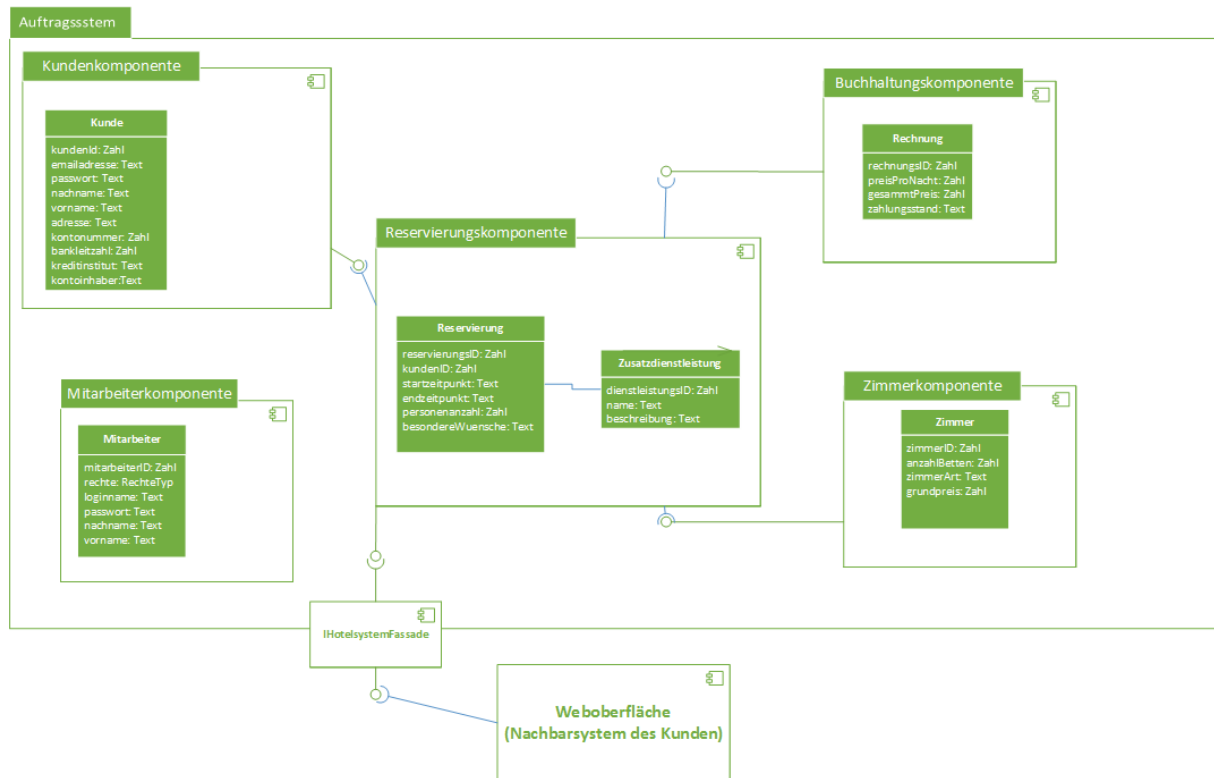 Auftragssstem
Kundenkomponente
Kunde
kundenId: Zahl
emailadresse: Text
passwort: Text
nachname: Text
vorname: Text
adresse: Text
kontonummer: Zahl
bankleitzahl: Zahl
kreditinstitut: Text
kontoinhaber:Text
Buchhaltungskomponente
Rechnung
rechnungsID: Zahl
preisProNacht: Zahl
gesammtPreis: Zahl
zahlungsstand: Text
Reservierungskomponente
Reservierung
reservierungsID: Zahl
kundenID: Zahl
startzeitpunkt: Text
endzeitpunkt: Text
personenanzahl: Zahl
besondereWuensche: Text
Zusatzdienstleistung
dienstleistungsID: Zahl
name: Text
beschreibung: Text
Mitarbeiterkomponente
Mitarbeiter
mitarbeiterID: Zahl
rechte: RechteTyp
loginname: Text
passwort: Text
nachname: Text
vorname: Text
Zimmerkomponente
Zimmer
zimmerID: Zahl
anzahlBetten: Zahl
zimmerArt: Text
grundpreis: Zahl
IHotelsystemFassade
Weboberfläche
(Nachbarsystem des Kunden)